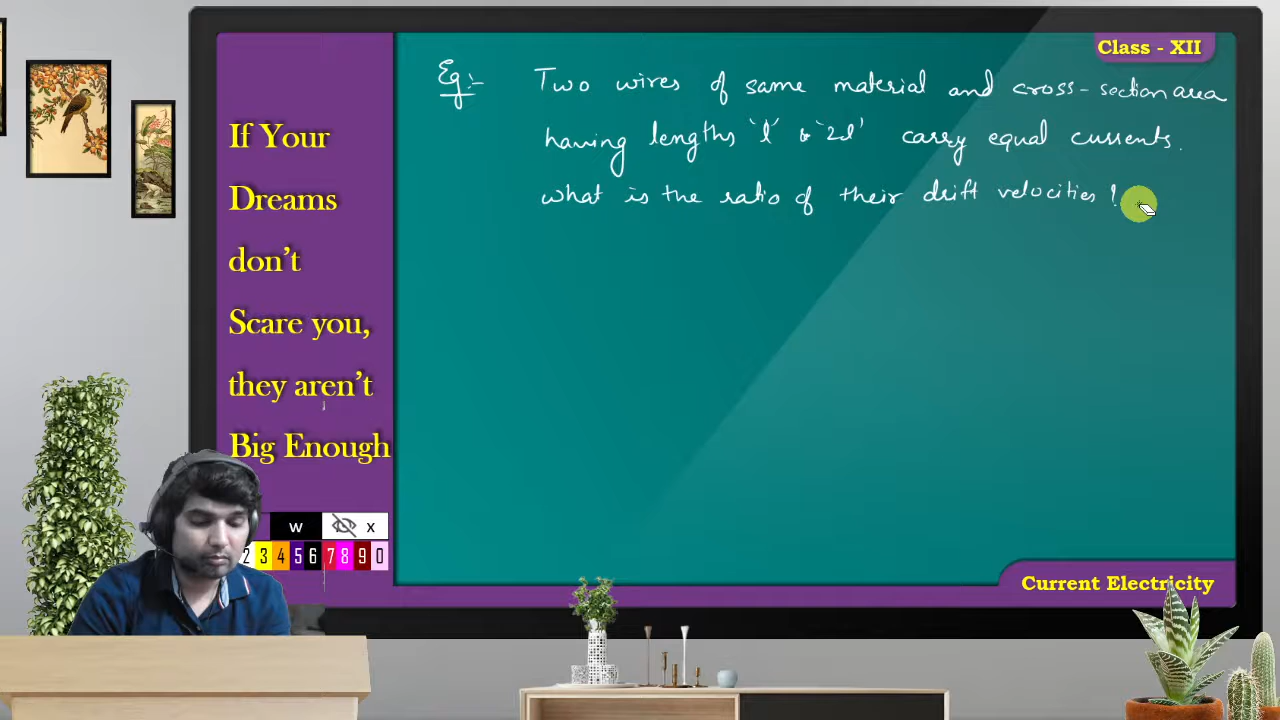 Class - XII
Eg:- Two wires of same material and cross-section area
having lengths 'l' & '2l' carry equal currents.
what is the ratio of their drift velocities ?
If Your
Dreams
don't
Scare you,
they aren't
Big Enough
w x
2 3 4 5 6 7 8 9 0
Current Electricity